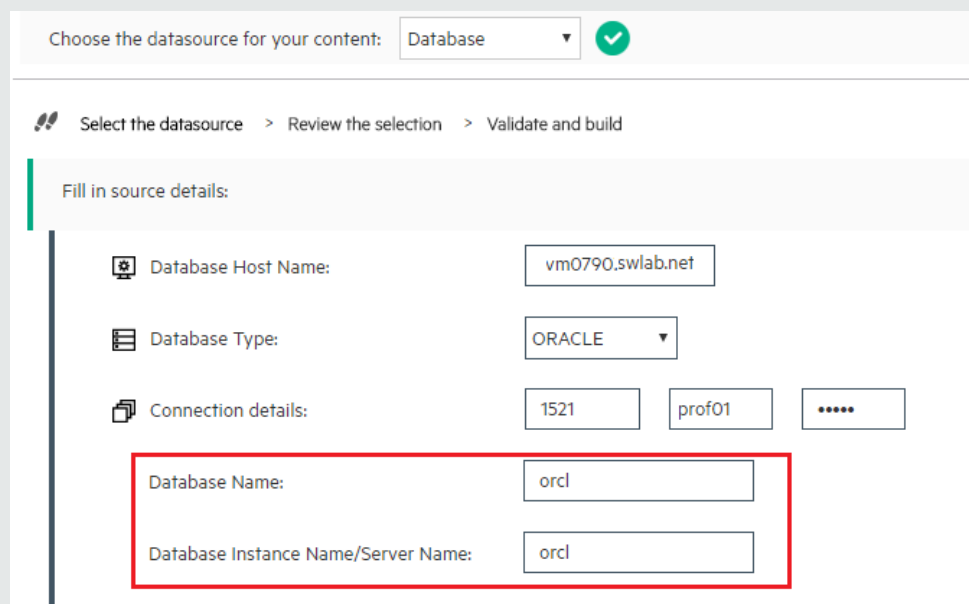 Choose the datasource for your content: Database
Select the datasource > Review the selection > Validate and build
Fill in source details:
Database Host Name: vm0790.swlab.net
Database Type: ORACLE
Connection details: 1521 prof01 •••••
Database Name: orcl
Database Instance Name/Server Name: orcl